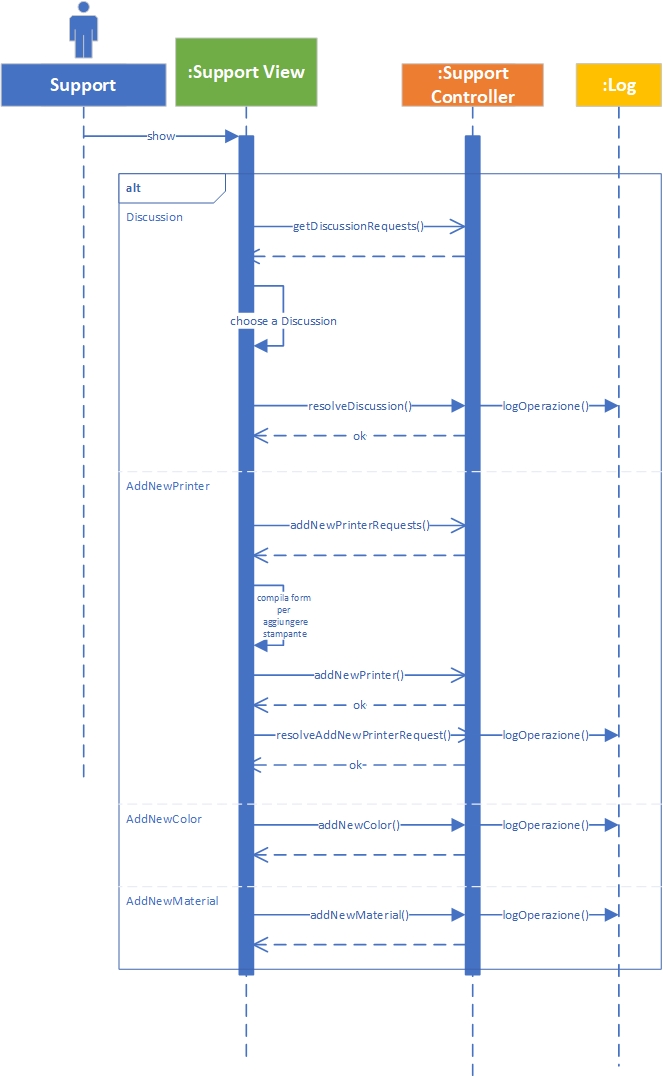 Support
:Support View
:Support
Controller
:Log
show
alt
Discussion
getDiscussionRequests()
choose a Discussion
resolveDiscussion()
logOperazione()
ok
AddNewPrinter
addNewPrinterRequests()
compila form
per
aggiungere
stampante
addNewPrinter()
ok
resolveAddNewPrinterRequest()
logOperazione()
ok
AddNewColor
addNewColor()
logOperazione()
AddNewMaterial
addNewMaterial()
logOperazione()